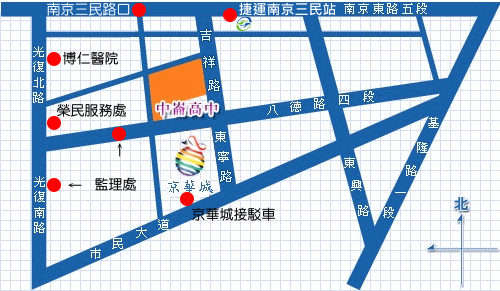 南京三民路口
捷運南京三民站
南京東路五段
光復北路
博仁醫院
吉祥路
中崙高中
榮民服務處
八德路四段
東寧路
基隆路一段
監理處
京華城
光復南路
東興路
京華城接駁車
市民大道
北